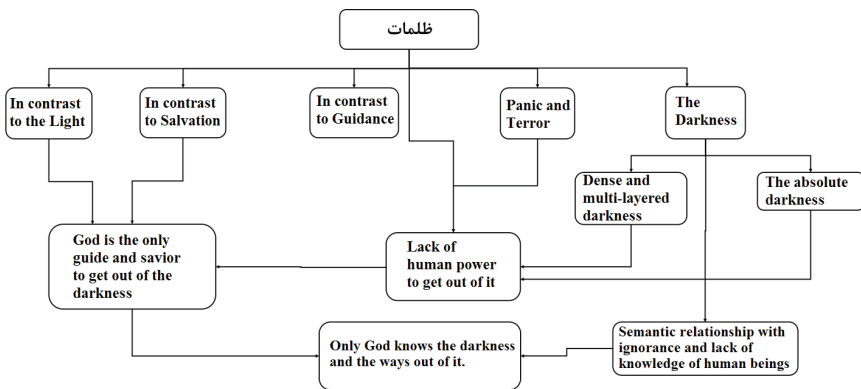 ظلمات
In contrast
to the Light
In contrast
to Salvation
In contrast
to Guidance
Panic and
Terror
The
Darkness
Dense and
multi-layered
darkness
The absolute
darkness
God is the only
guide and savior
to get out of the
darkness
Lack of
human power
to get out of it
Only God knows the darkness
and the ways out of it.
Semantic relationship with
ignorance and lack of
knowledge of human beings